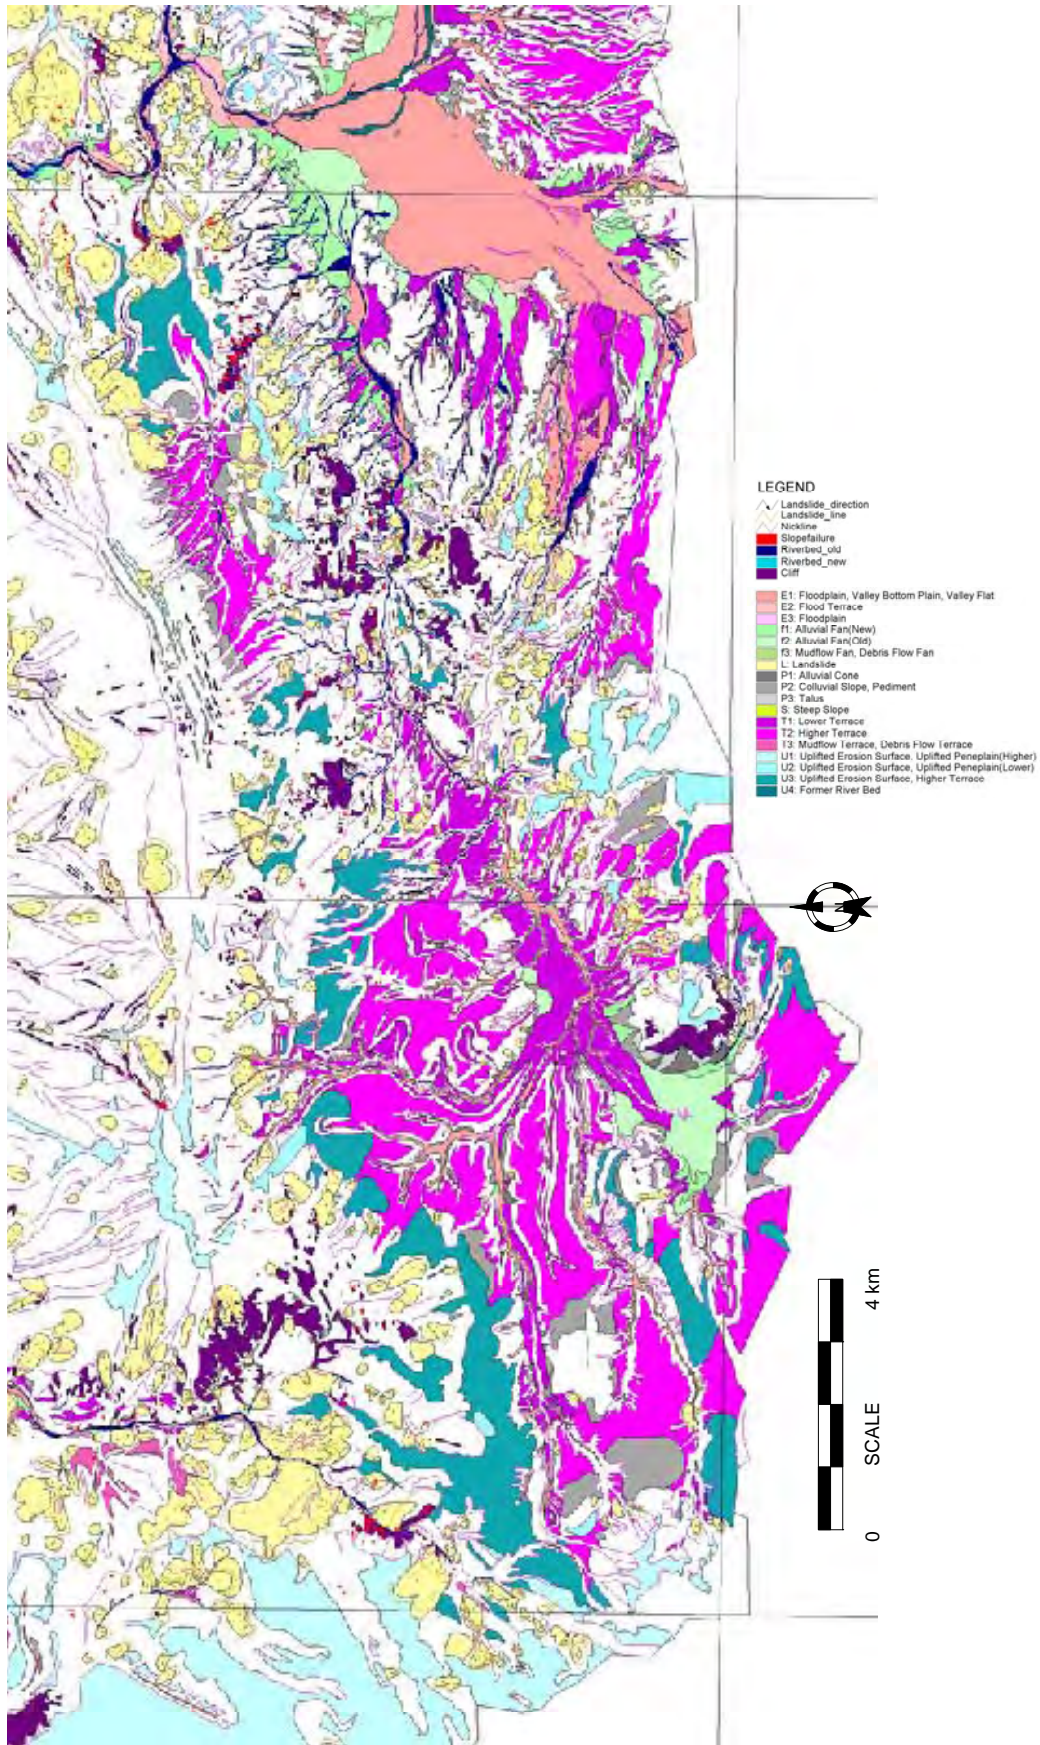 LEGEND
Landslide_direction
Landslide_line
Nickline
Slopefailure
Riverbed_old
Riverbed_new
Cliff
E1: Floodplain, Valley Bottom Plain, Valley Flat
E2: Flood Terrace
E3: Floodplain
f1: Alluvial Fan(New)
f2: Alluvial Fan(Old)
f3: Mudflow Fan, Debris Flow Fan
L: Landslide
P1: Alluvial Cone
P2: Colluvial Slope, Pediment
P3: Talus
S: Steep Slope
T1: Lower Terrace
T2: Higher Terrace
T3: Mudflow Terrace, Debris Flow Terrace
U1: Uplifted Erosion Surface, Uplifted Peneplain(Higher)
U2: Uplifted Erosion Surface, Uplifted Peneplain(Lower)
U3: Uplifted Erosion Surface, Higher Terrace
U4: Former River Bed
N
0 SCALE 4 km